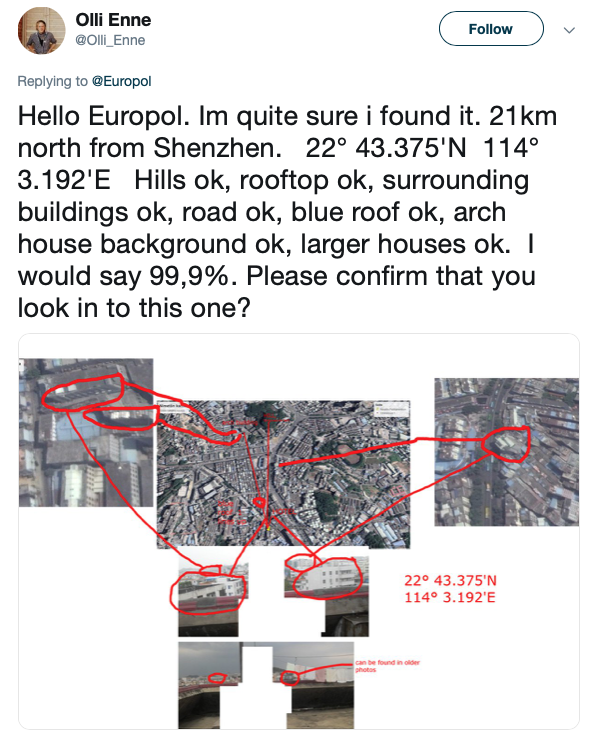 Olli Enne
@Olli_Enne
Follow
Replying to @Europol
Hello Europol. Im quite sure i found it. 21km
north from Shenzhen.   22° 43.375'N  114°
3.192'E   Hills ok, rooftop ok, surrounding
buildings ok, road ok, blue roof ok, arch
house background ok, larger houses ok.  I
would say 99,9%. Please confirm that you
look in to this one?
22° 43.375'N
114° 3.192'E
can be found in older
photos